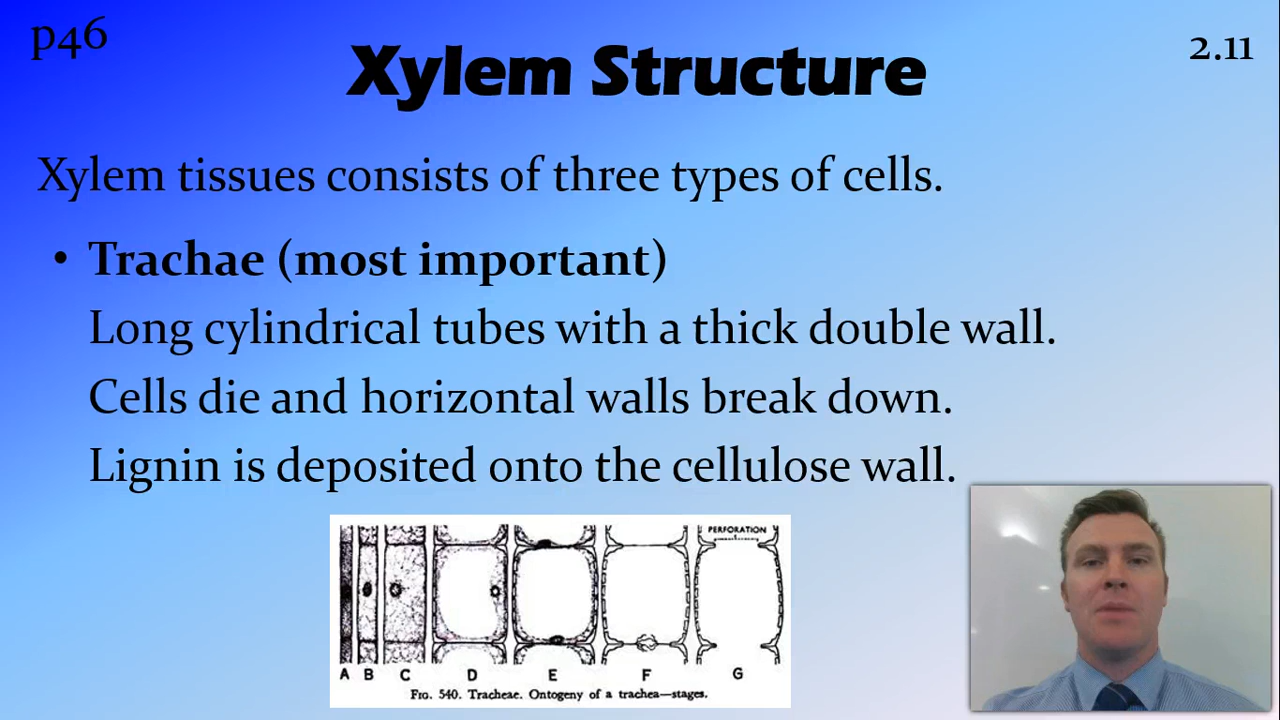 p46
2.11
Xylem Structure
Xylem tissues consists of three types of cells.
• Trachae (most important)
Long cylindrical tubes with a thick double wall.
Cells die and horizontal walls break down.
Lignin is deposited onto the cellulose wall.
PERFORATION
A B C D E F G
FIG. 540. Tracheae. Ontogeny of a trachea—stages.